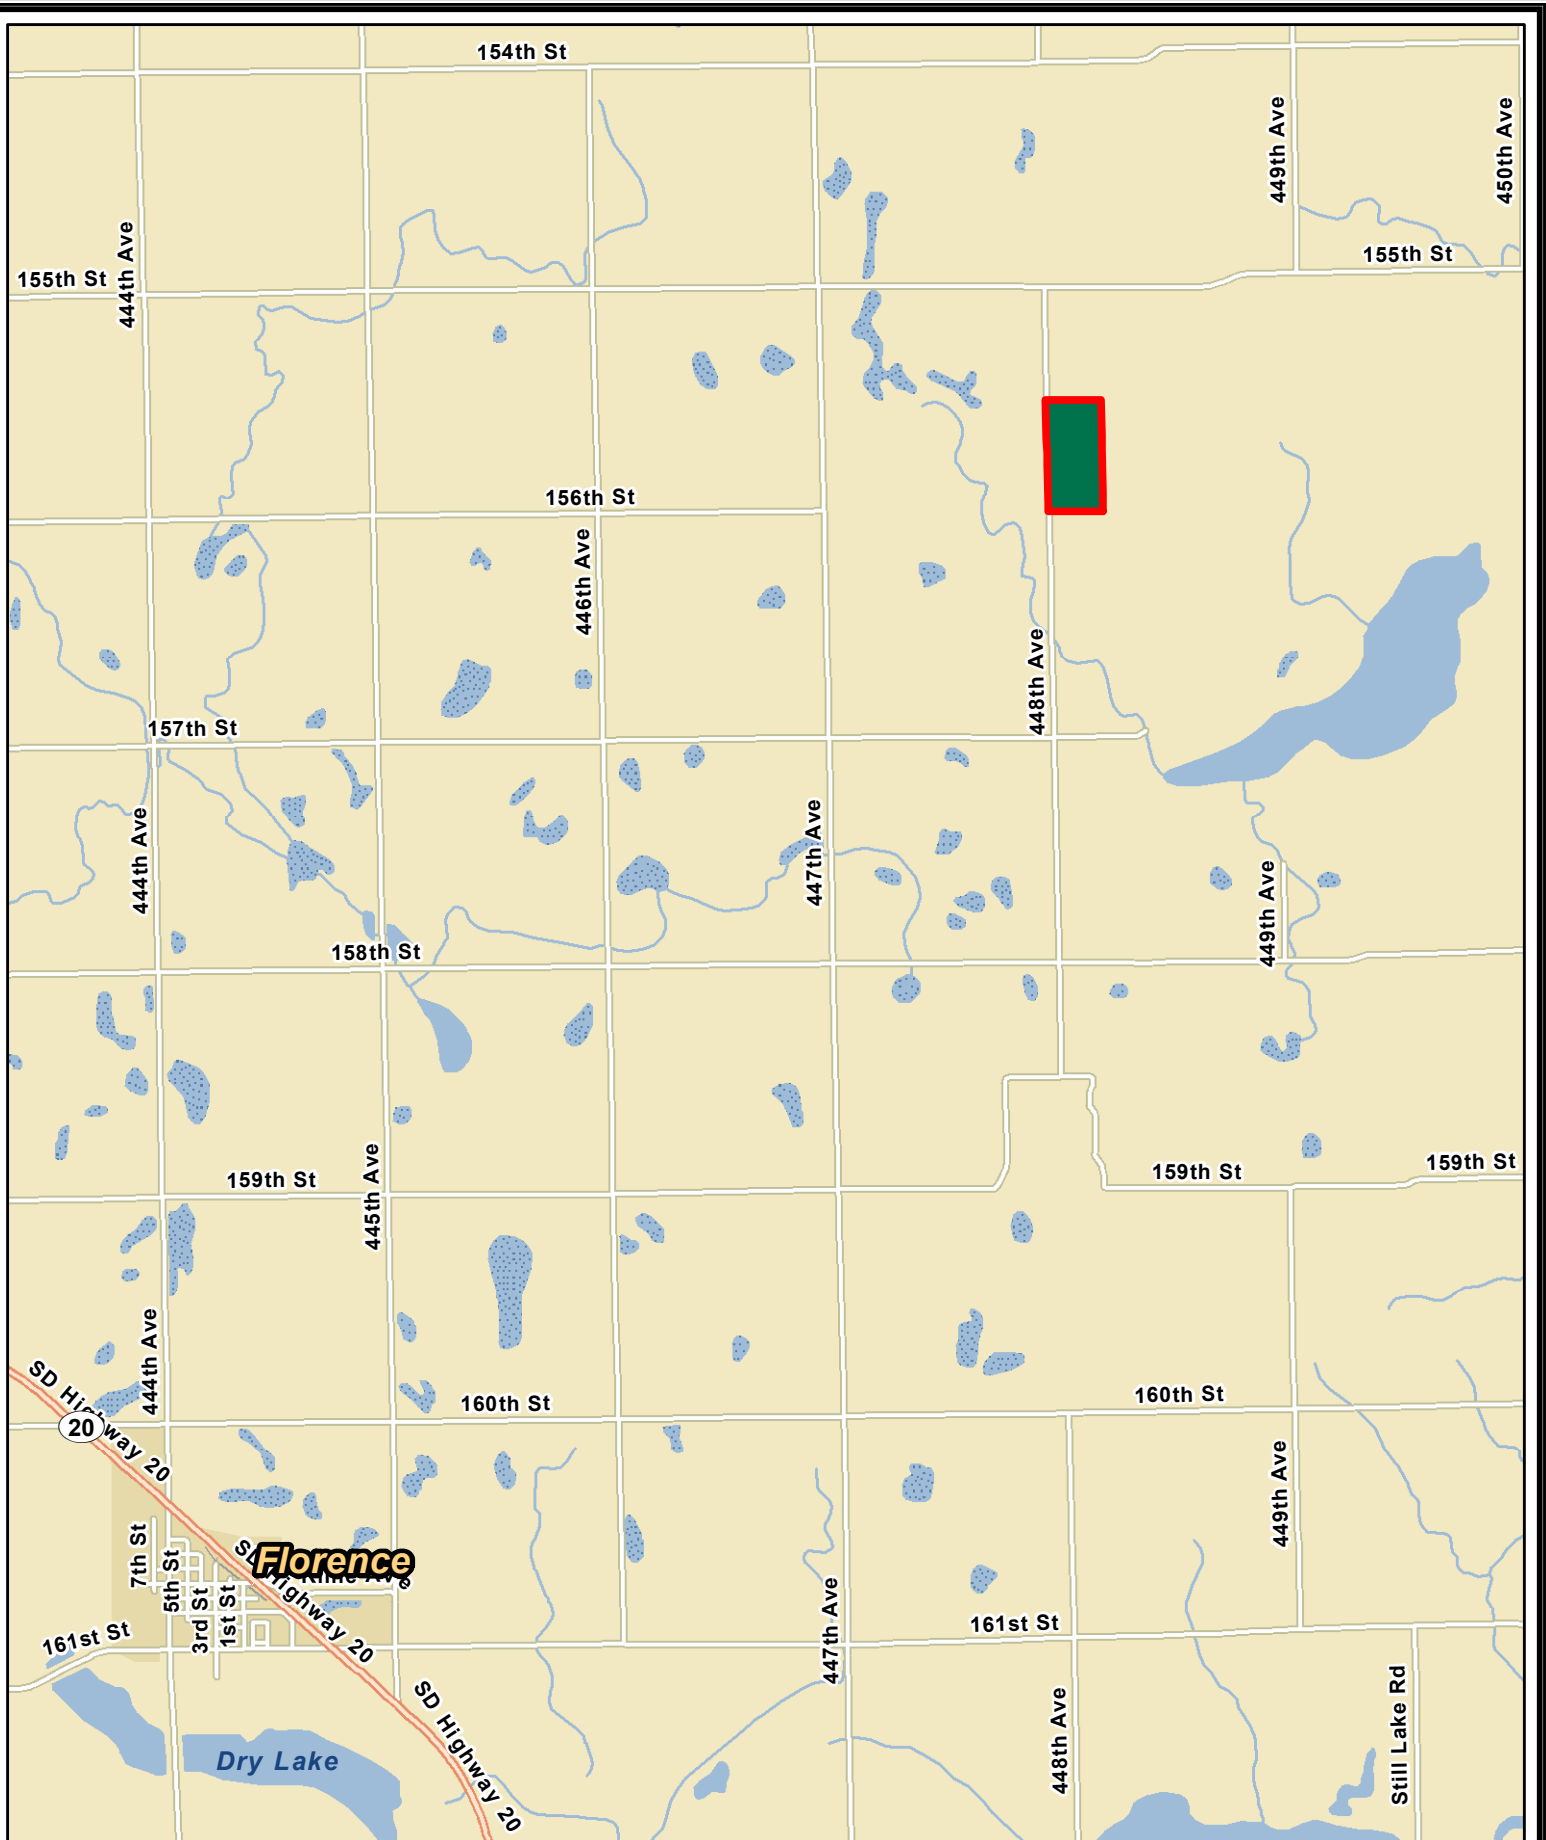 154th St
449th Ave
450th Ave
444th Ave
155th St
155th St
156th St
446th Ave
448th Ave
157th St
444th Ave
447th Ave
449th Ave
158th St
445th Ave
159th St
159th St
159th St
444th Ave
SD Highway 20
20
160th St
160th St
449th Ave
7th St
5th St
3rd St
1st St
SD Highway 20
Florence
Ave
161st St
161st St
447th Ave
448th Ave
Still Lake Rd
SD Highway 20
Dry Lake